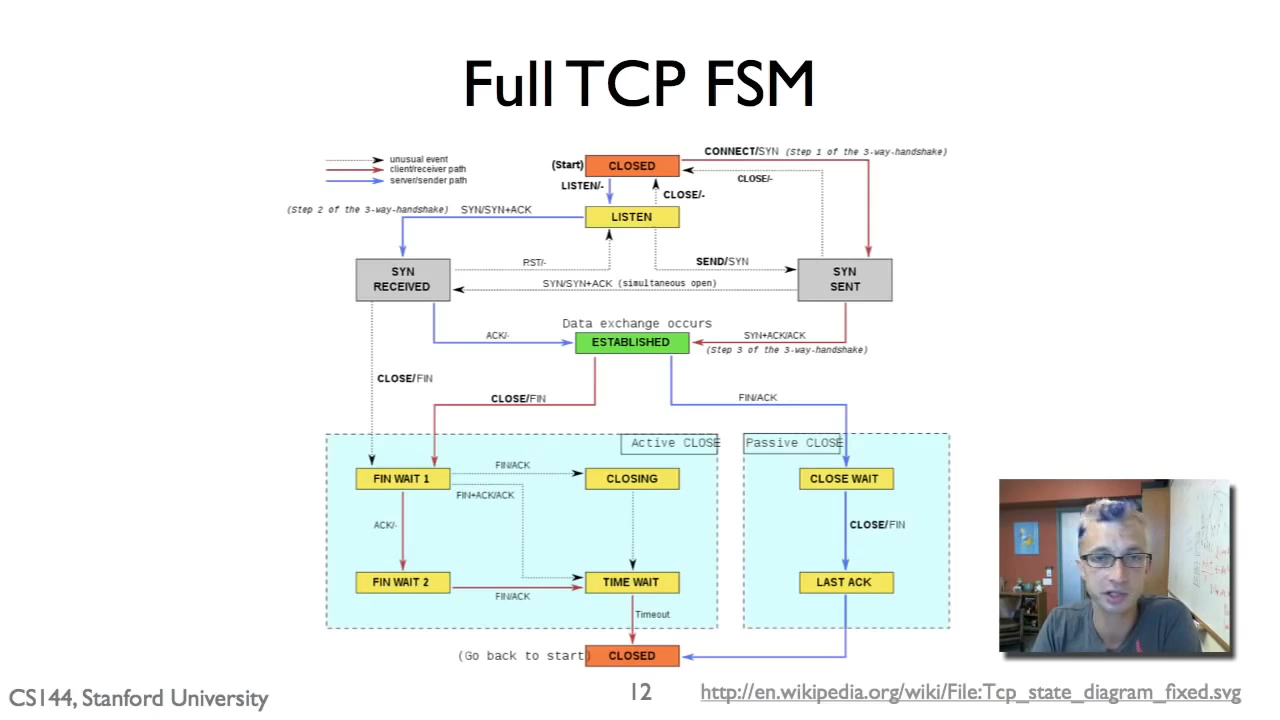 Full TCP FSM
unusual event
client/receiver path
server/sender path
(Start)
CLOSED
CONNECT/SYN (Step 1 of the 3-way-handshake)
CLOSE/-
LISTEN/-
CLOSE/-
(Step 2 of the 3-way-handshake)
SYN/SYN+ACK
LISTEN
SYN
RECEIVED
RST/-
SEND/SYN
SYN
SENT
SYN/SYN+ACK (simultaneous open)
Data exchange occurs
ACK/-
ESTABLISHED
SYN+ACK/ACK
(Step 3 of the 3-way-handshake)
CLOSE/FIN
CLOSE/FIN
FIN/ACK
Active CLOSE
Passive CLOSE
FIN WAIT 1
FIN/ACK
CLOSING
CLOSE WAIT
FIN+ACK/ACK
ACK/-
CLOSE/FIN
FIN WAIT 2
FIN/ACK
TIME WAIT
LAST ACK
Timeout
(Go back to start)
CLOSED
CS144, Stanford University
12
http://en.wikipedia.org/wiki/File:Tcp_state_diagram_fixed.svg